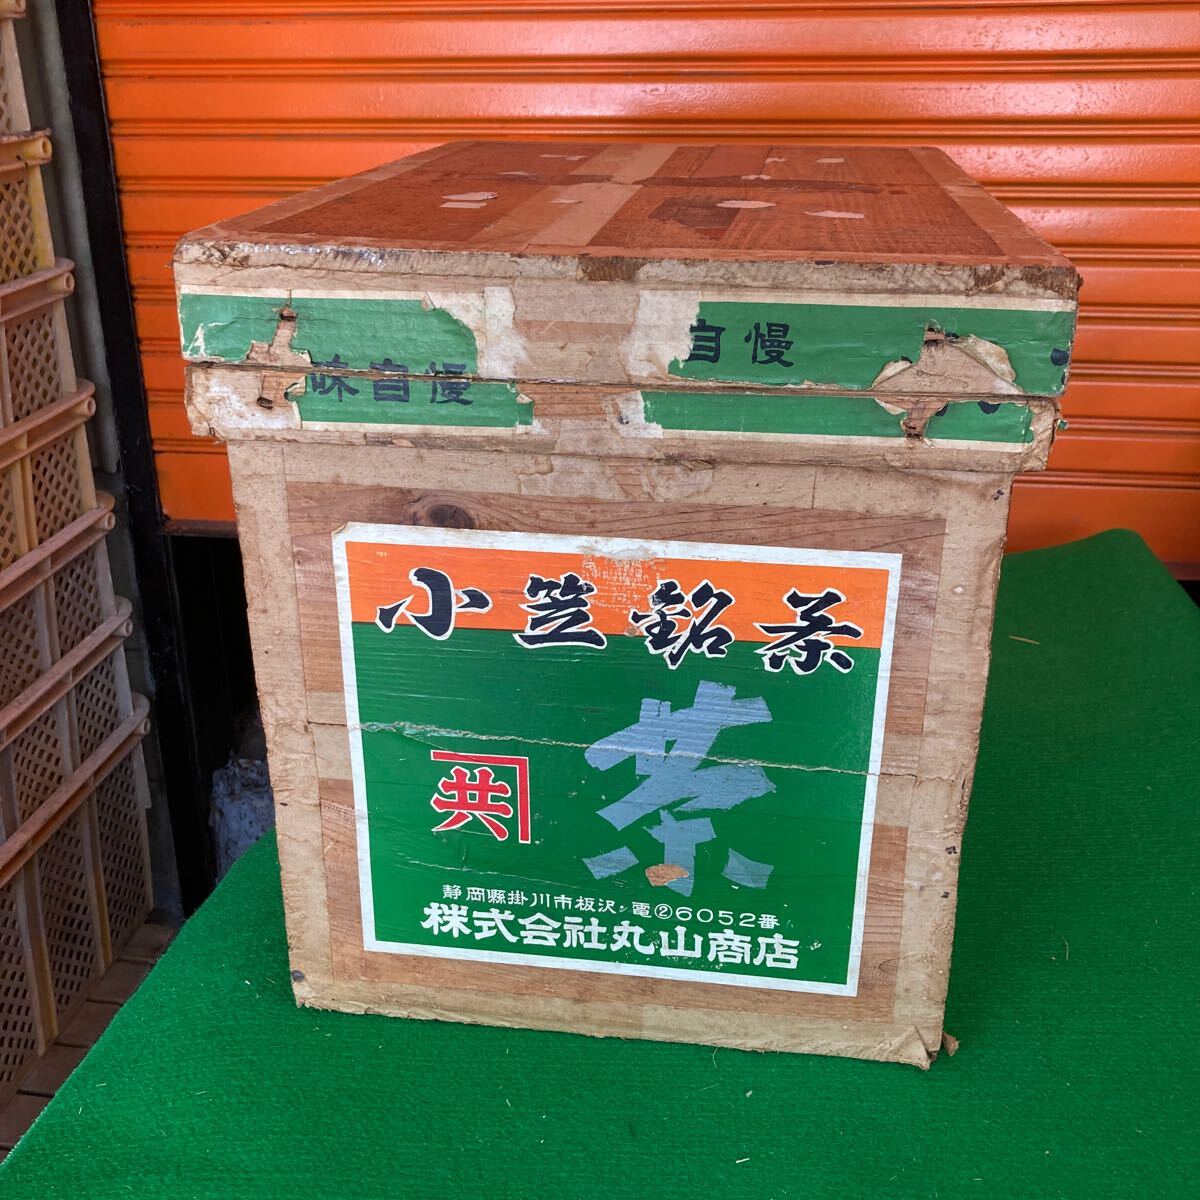 自慢
味自慢
小笠銘茶
茶
共
静岡縣掛川市板沢 電②6052番
株式会社丸山商店